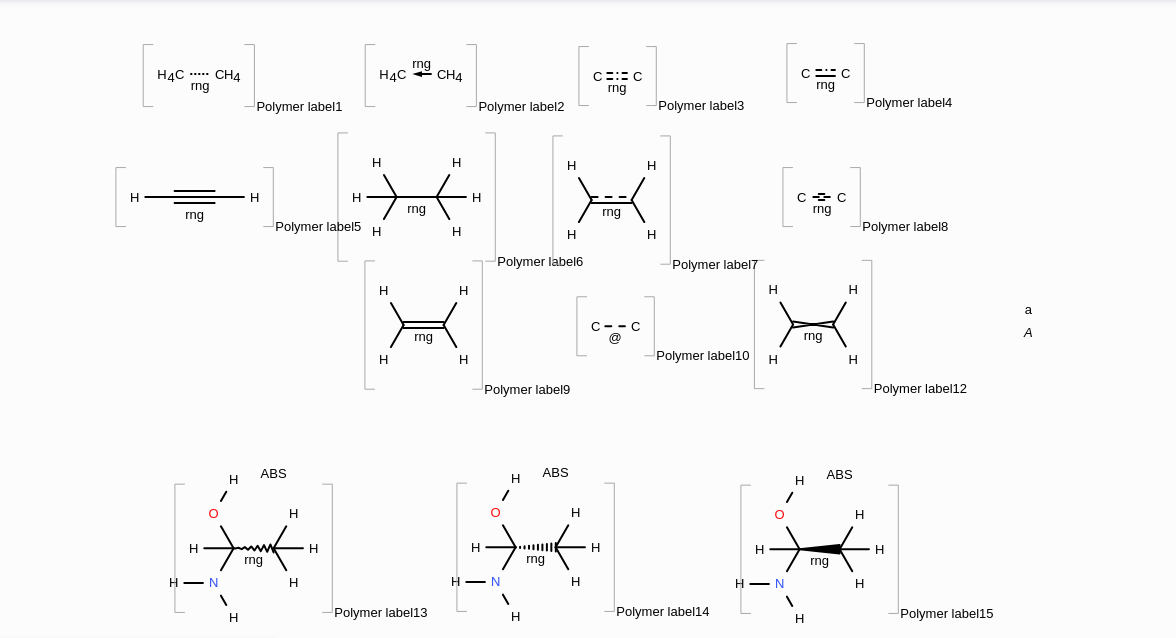 H4C CH4
rng
Polymer label1
rng
H4C CH4
Polymer label2
C C
rng
Polymer label3
C C
rng
Polymer label4
H H
rng
Polymer label5
H H
H H
rng
H H
Polymer label6
H H
rng
H H
Polymer label7
C C
rng
Polymer label8
H H
rng
H H
Polymer label9
C C
@
Polymer label10
H H
rng
H H
Polymer label12
a
A
ABS
H
O H
H H
rng
H N H
H
Polymer label13
ABS
H
O H
H H
rng
H N H
H
Polymer label14
ABS
H
O H
H H
rng
H N H
H
Polymer label15